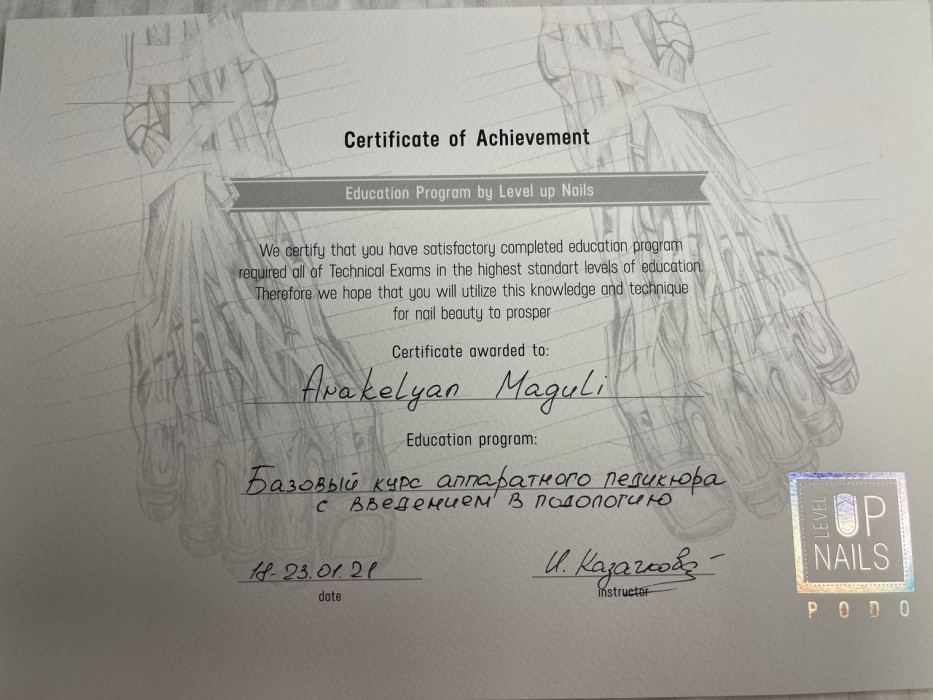 Certificate of Achievement
Education Program by Level up Nails
We certify that you have satisfactory completed education program
required all of Technical Exams in the highest standart levels of education.
Therefore we hope that you will utilize this knowledge and technique
for nail beauty to prosper
Certificate awarded to:
Arakelyan Maguli
Education program:
Базовый курс аппаратного педикюра
с введением в подологию
18-23.01.21
И. Казачкова
date
instructor
LEVEL UP
NAILS
PODO